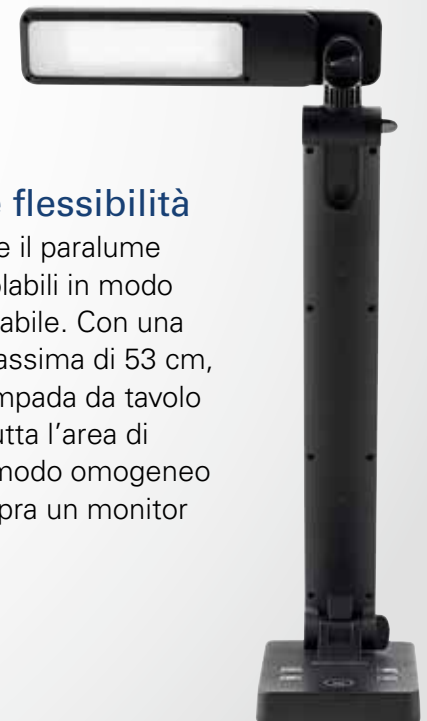 flessibilità
e il paralume
olabili in modo
abile. Con una
assima di 53 cm,
mpada da tavolo
utta l'area di
modo omogeneo
pra un monitor